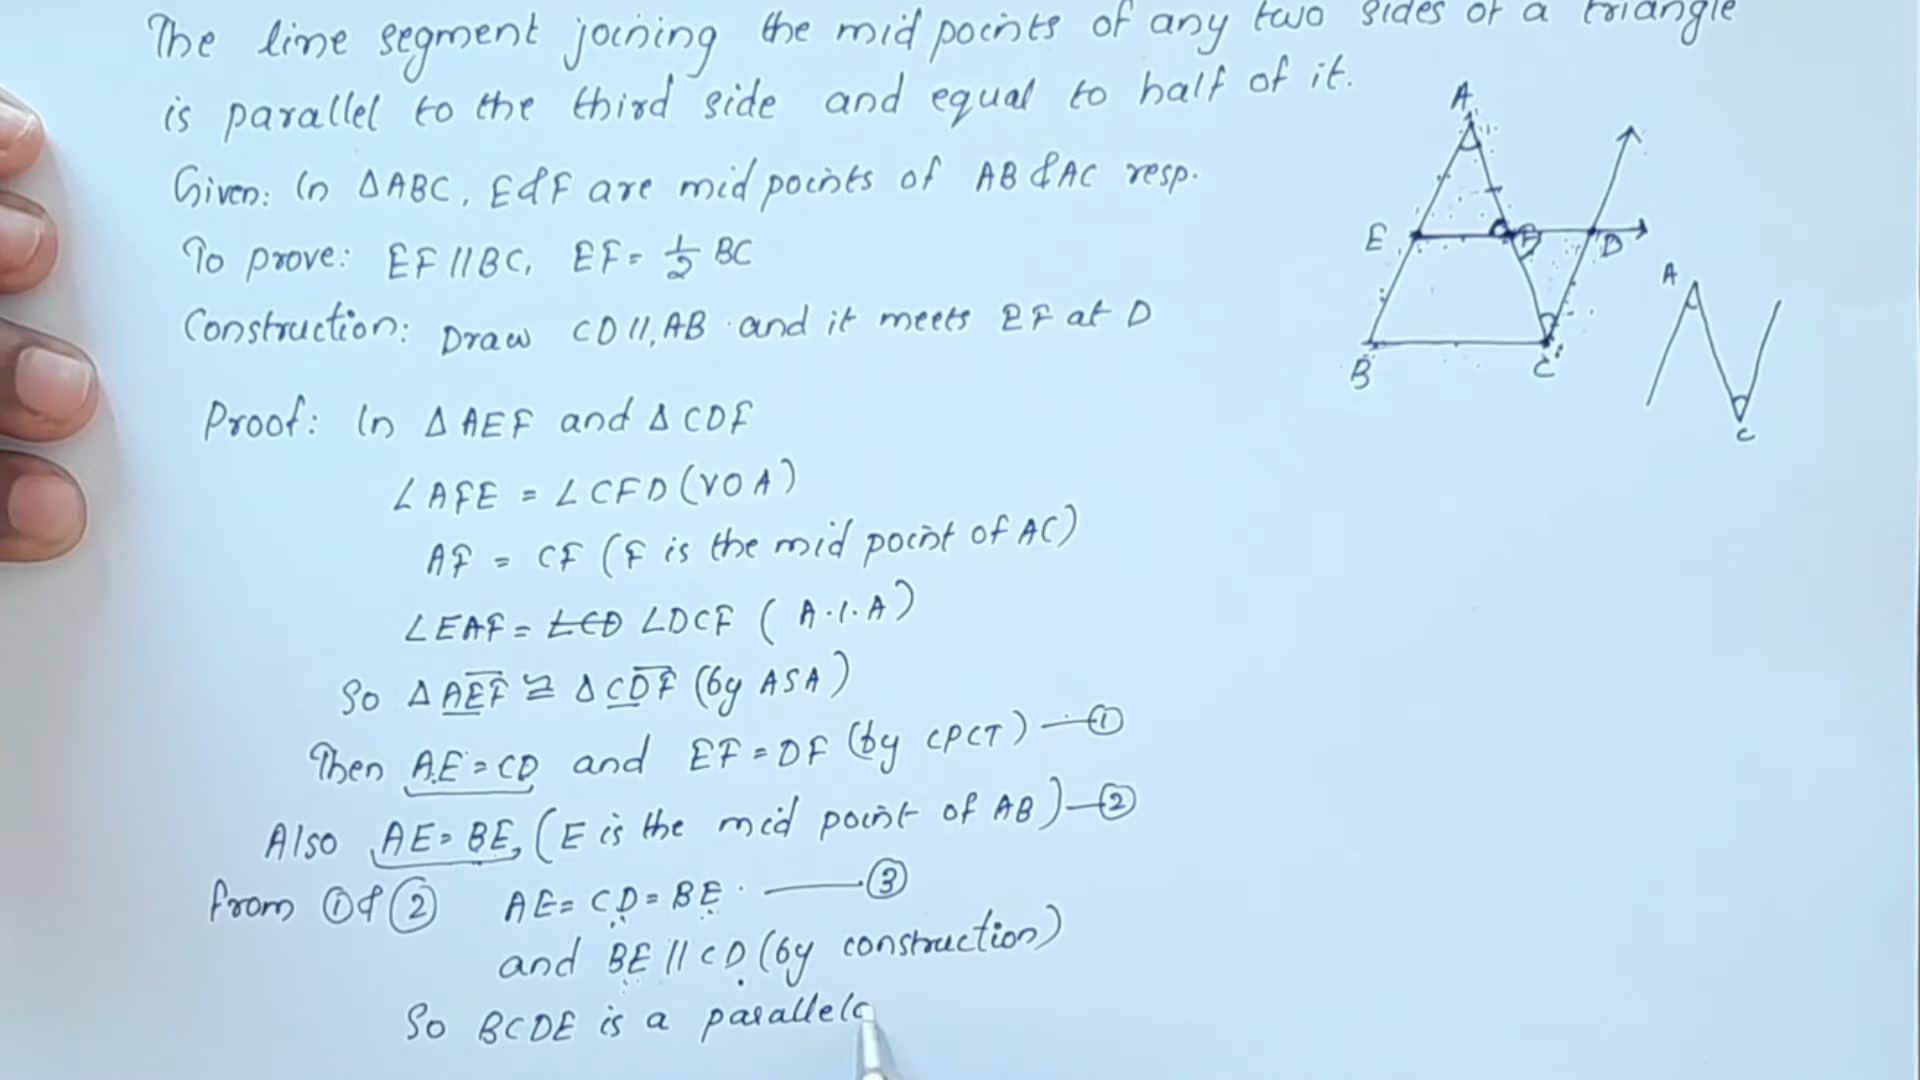 The line segment joining the mid points of any two sides of a triangle
is parallel to the third side and equal to half of it.
Given: In ΔABC, E&F are mid points of AB & AC resp.
To prove: EF // BC, EF = 1/2 BC
Construction: Draw CD // AB and it meets EF at D
Proof: In Δ AEF and Δ CDF
∠AFE = ∠CFD (VOA)
AF = CF (F is the mid point of AC)
∠EAF = ∠CD ∠DCF (A.I.A)
So Δ AEF ≅ Δ CDF (by ASA)
Then AE = CD and EF = DF (by CPCT) — ①
Also AE = BE, (E is the mid point of AB) — ②
from ① & ② AE = CD = BE — ③
and BE // CD (by construction)
So BCDE is a parallelo
A
E F D
B C
A
C